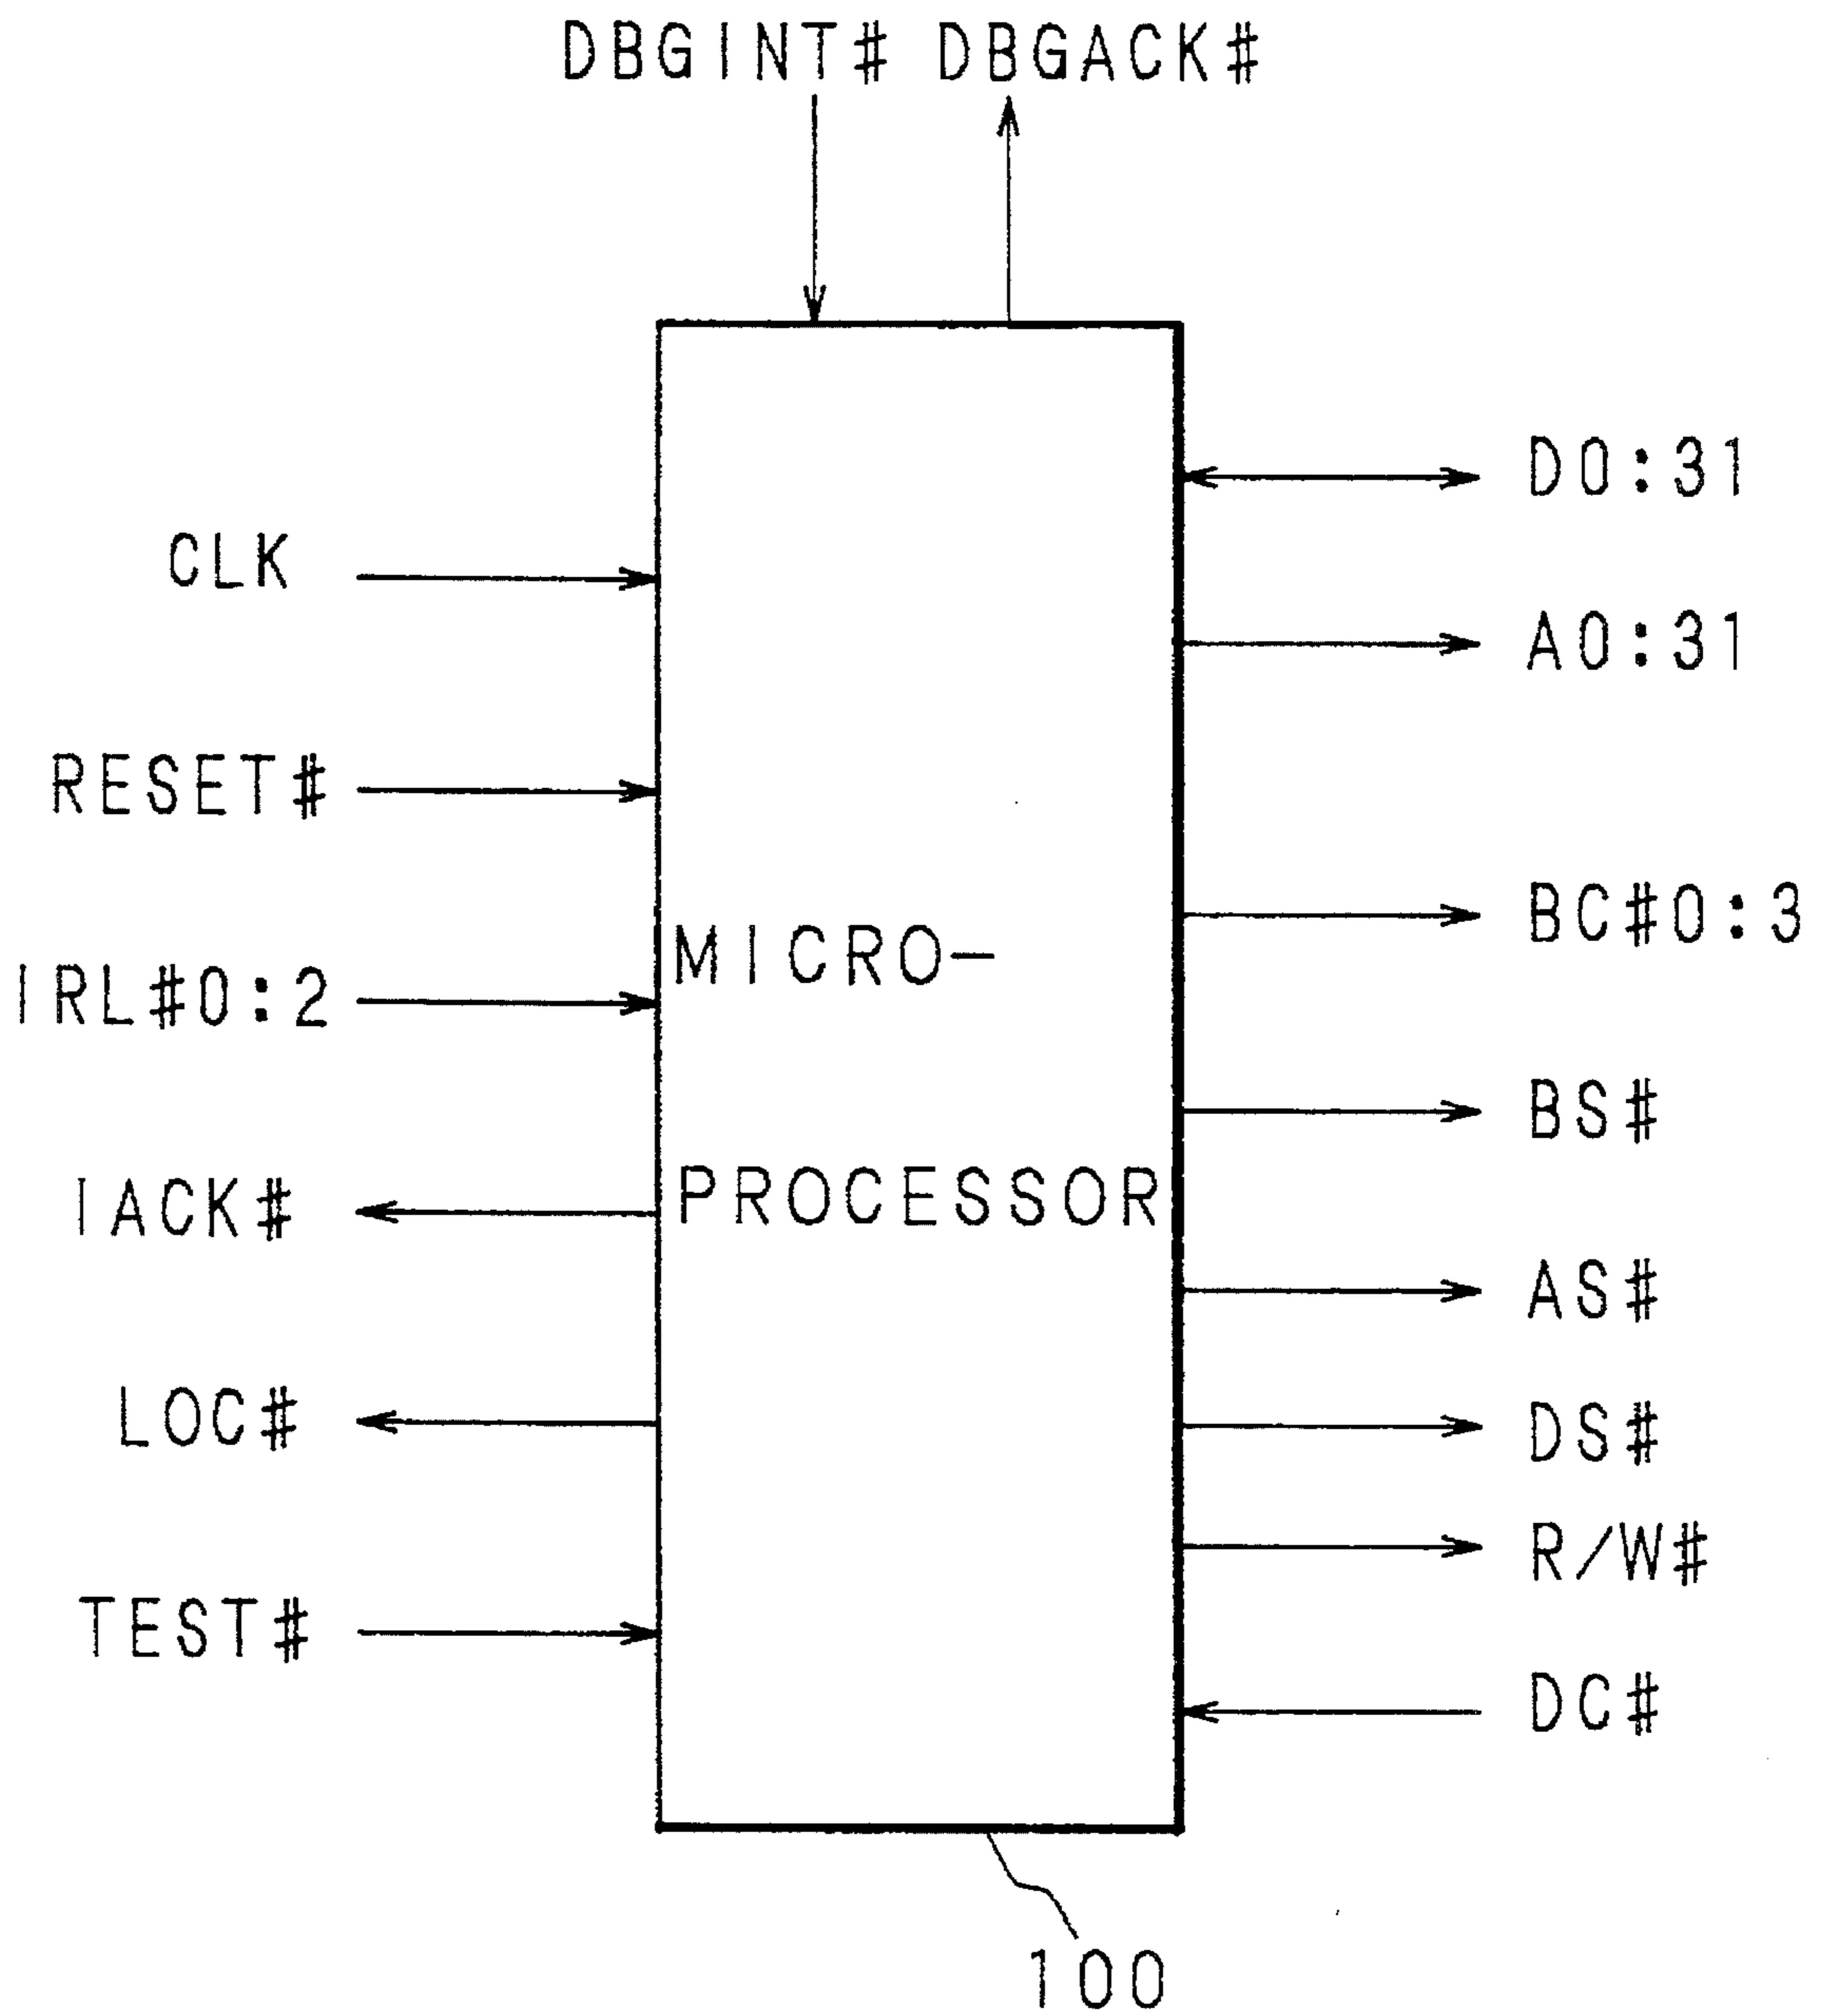 DBGINT# DBGACK#
D0:31
CLK
A0:31
RESET#
BC#0:3
MICRO-
IRL#0:2
BS#
IACK#
PROCESSOR
AS#
LOC#
DS#
R/W#
TEST#
DC#
100